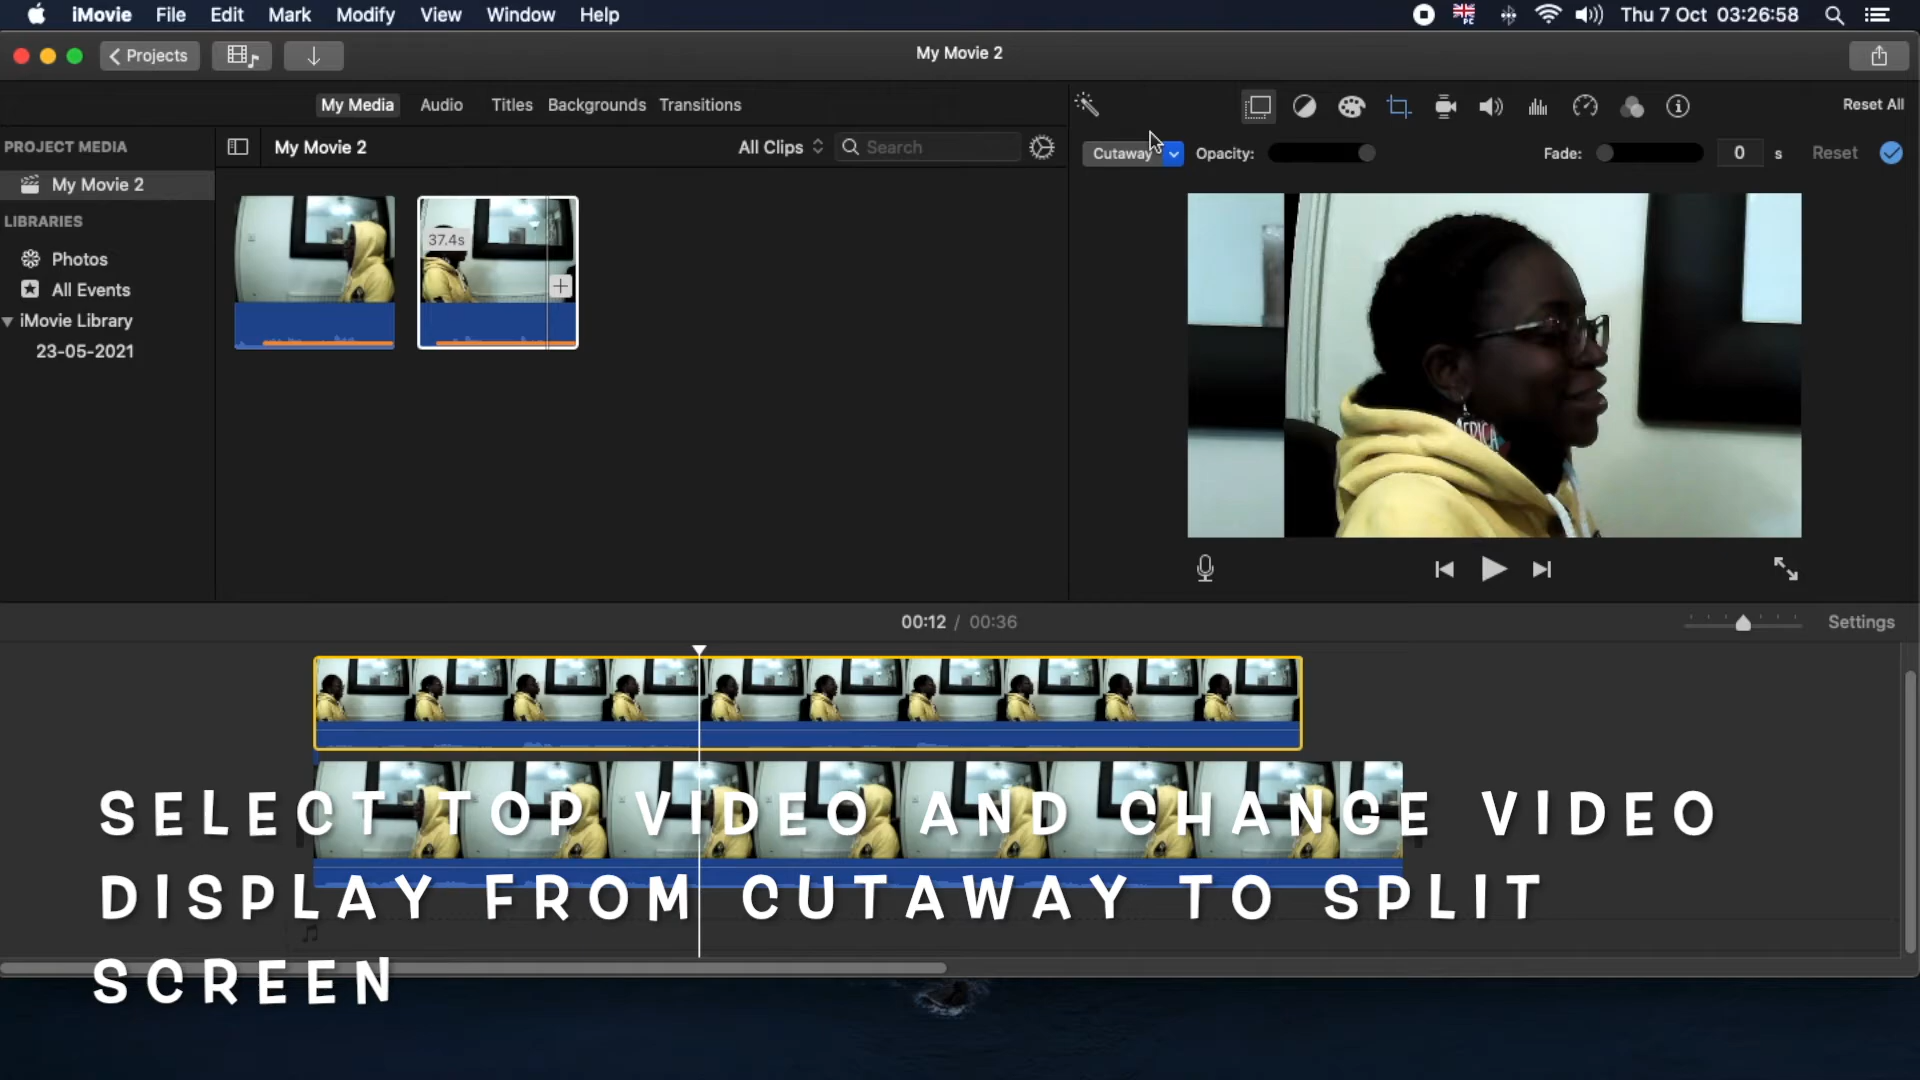 iMovie File Edit Mark Modify View Window Help Thu 7 Oct 03:26:58
Projects My Movie 2
My Media Audio Titles Backgrounds Transitions Reset All
PROJECT MEDIA My Movie 2 All Clips Search Cutaway Opacity: Fade: 0 s Reset
My Movie 2
LIBRARIES
37.4s
Photos
All Events
iMovie Library
23-05-2021
AFRICA
00:12 / 00:36 Settings
SELECT TOP VIDEO AND CHANGE VIDEO
DISPLAY FROM CUTAWAY TO SPLIT
SCREEN